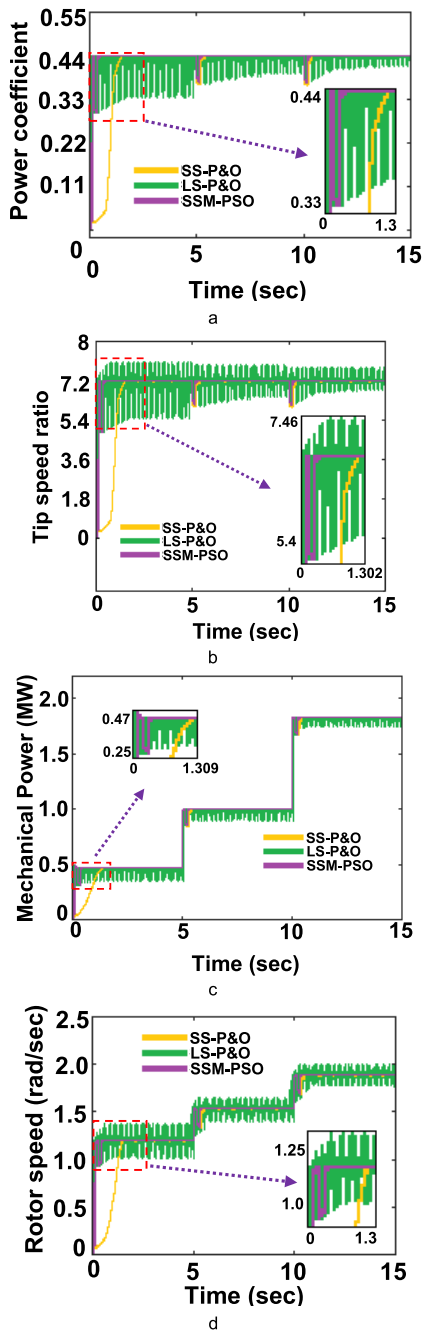 0.55
0.44
0.33
0.22
0.11
0
Power coefficient
0.44
0.33
0
1.3
SS-P&O
LS-P&O
SSM-PSO
0
5
10
15
Time (sec)
a
8
7.2
5.4
3.6
1.8
0
Tip speed ratio
7.46
5.4
0
1.302
SS-P&O
LS-P&O
SSM-PSO
0
5
10
15
Time (sec)
b
2.0
1.5
1.0
0.5
0
Mechanical Power (MW)
0.47
0.25
0
1.309
SS-P&O
LS-P&O
SSM-PSO
0
5
10
15
Time (sec)
c
2.5
2.0
1.5
1.0
0.5
0
Rotor speed (rad/sec)
SS-P&O
LS-P&O
SSM-PSO
1.25
1.0
0
1.3
0
5
10
15
Time (sec)
d